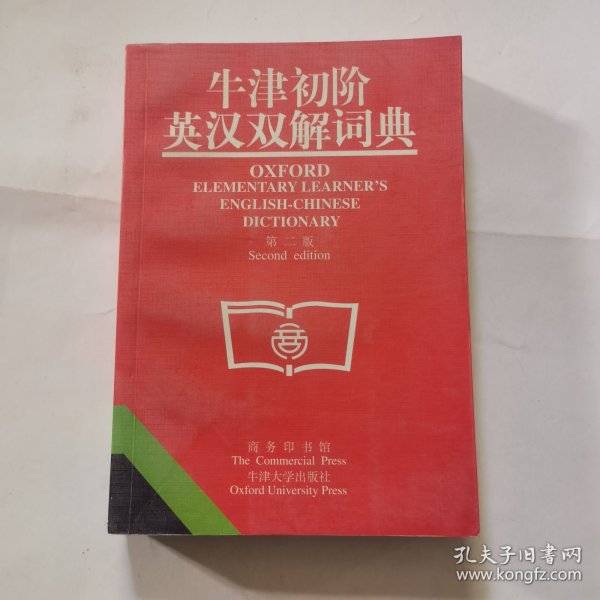 牛津初阶
英汉双解词典
OXFORD
ELEMENTARY LEARNER'S
ENGLISH-CHINESE
DICTIONARY
第二版
Second edition
商务印书馆
The Commercial Press
牛津大学出版社
Oxford University Press
孔夫子旧书网
www.kongfz.com